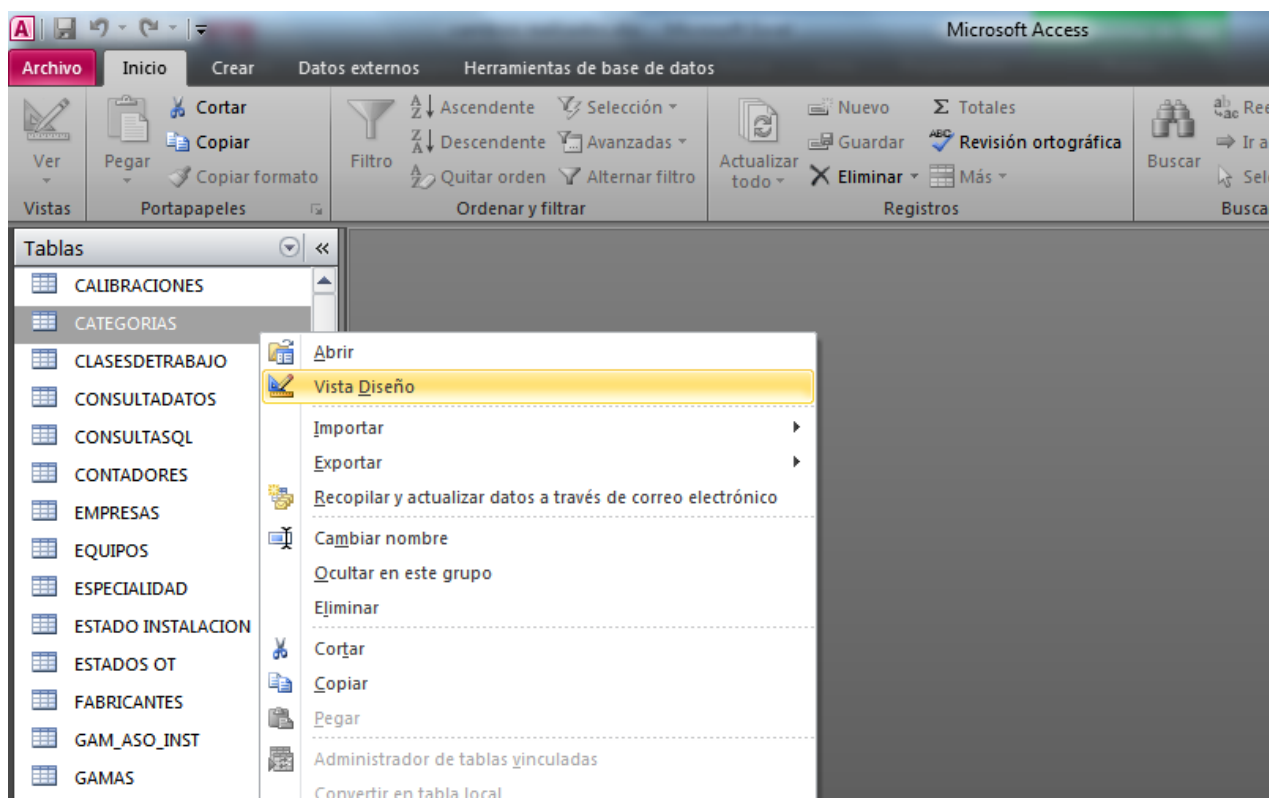 Microsoft Access
Archivo Inicio Crear Datos externos Herramientas de base de datos
Ver
Vistas
Pegar
Cortar
Copiar
Copiar formato
Portapapeles
Filtro
Ascendente
Descendente
Quitar orden
Selección
Avanzadas
Alternar filtro
Ordenar y filtrar
Actualizar
todo
Nuevo
Guardar
Eliminar
Totales
Revisión ortográfica
Más
Registros
Buscar
Ree
Ir a
Sele
Busca
Tablas
CALIBRACIONES
CATEGORIAS
CLASESDETRABAJO
CONSULTADATOS
CONSULTASQL
CONTADORES
EMPRESAS
EQUIPOS
ESPECIALIDAD
ESTADO INSTALACION
ESTADOS OT
FABRICANTES
GAM_ASO_INST
GAMAS
Abrir
Vista Diseño
Importar
Exportar
Recopilar y actualizar datos a través de correo electrónico
Cambiar nombre
Ocultar en este grupo
Eliminar
Cortar
Copiar
Pegar
Administrador de tablas vinculadas
Convertir en tabla local